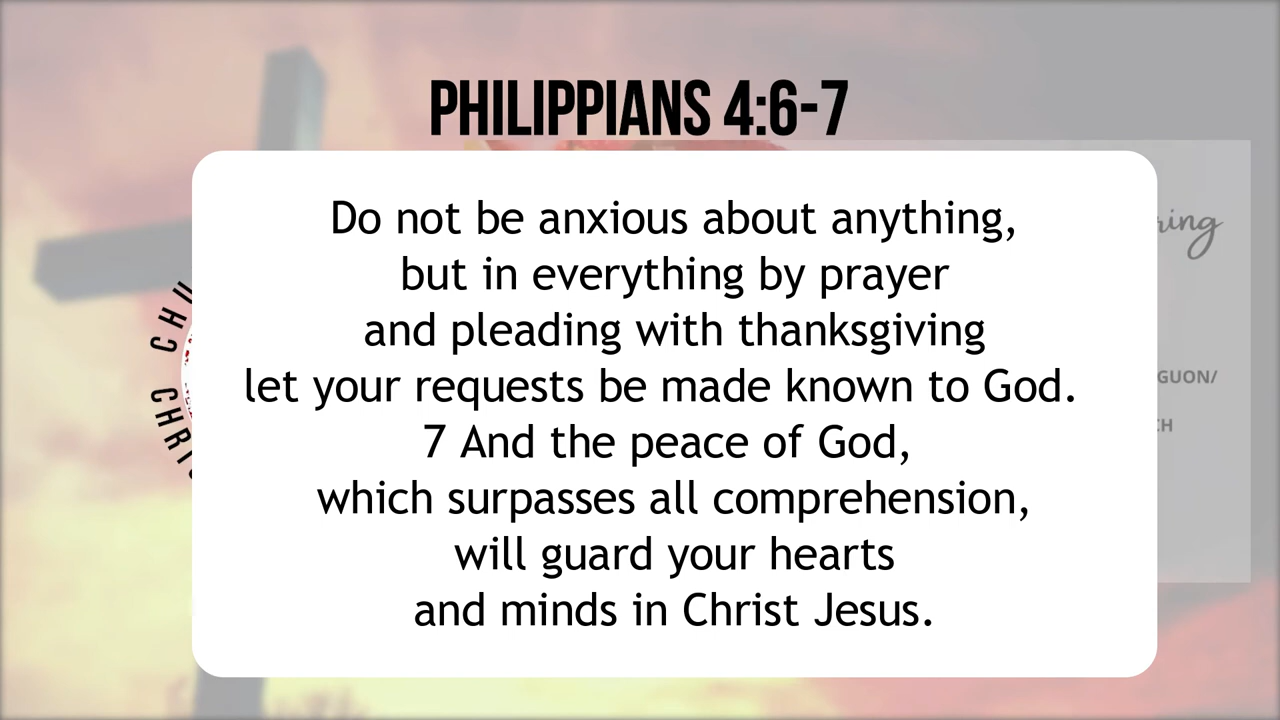 PHILIPPIANS 4:6-7
Do not be anxious about anything,
but in everything by prayer
and pleading with thanksgiving
let your requests be made known to God.
7 And the peace of God,
which surpasses all comprehension,
will guard your hearts
and minds in Christ Jesus.